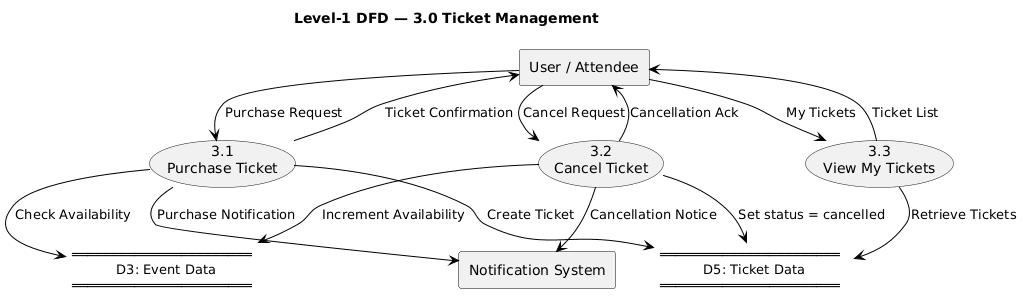 Level-1 DFD — 3.0 Ticket Management
User / Attendee
Purchase Request
Ticket Confirmation
Cancel Request
Cancellation Ack
My Tickets
Ticket List
3.1
Purchase Ticket
3.2
Cancel Ticket
3.3
View My Tickets
Check Availability
Purchase Notification
Increment Availability
Create Ticket
Cancellation Notice
Set status = cancelled
Retrieve Tickets
D3: Event Data
Notification System
D5: Ticket Data